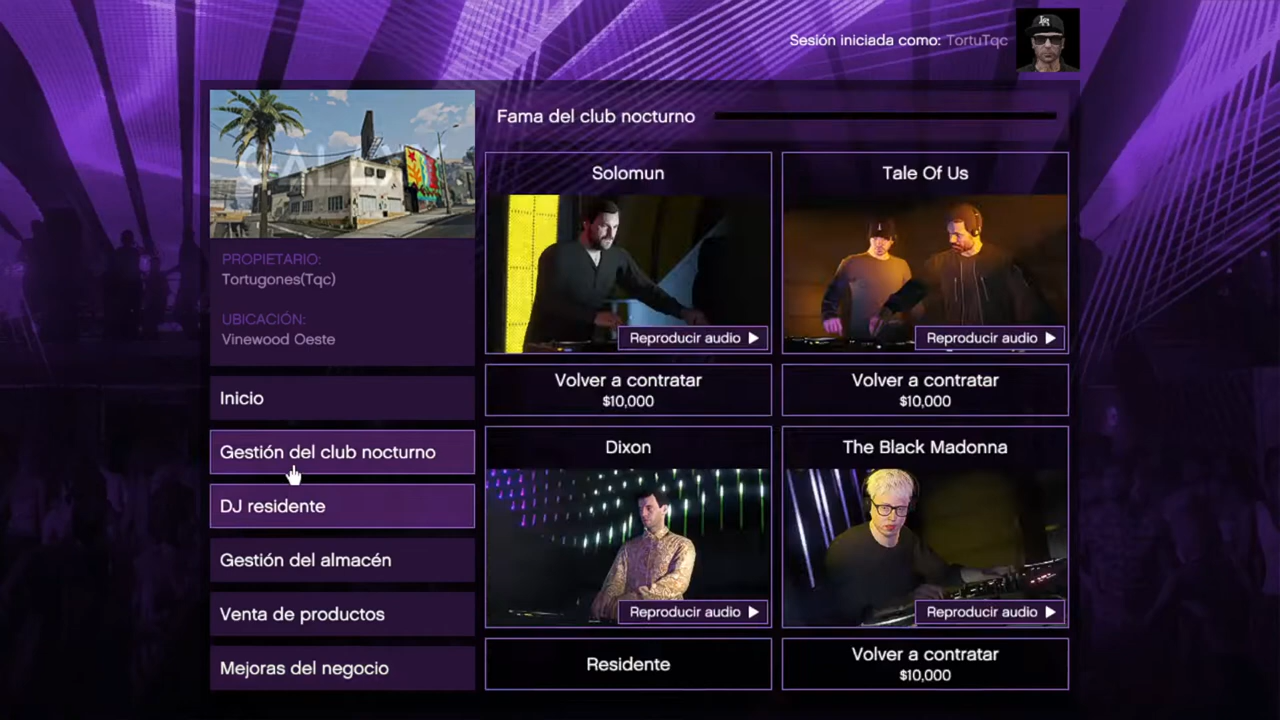 Sesión iniciada como: TortuTqc
PROPIETARIO:
Tortugones(Tqc)
UBICACIÓN:
Vinewood Oeste
Inicio
Gestión del club nocturno
DJ residente
Gestión del almacén
Venta de productos
Mejoras del negocio
Fama del club nocturno
Solomun
Reproducir audio
Volver a contratar
$10,000
Tale Of Us
Reproducir audio
Volver a contratar
$10,000
Dixon
Reproducir audio
Residente
The Black Madonna
Reproducir audio
Volver a contratar
$10,000